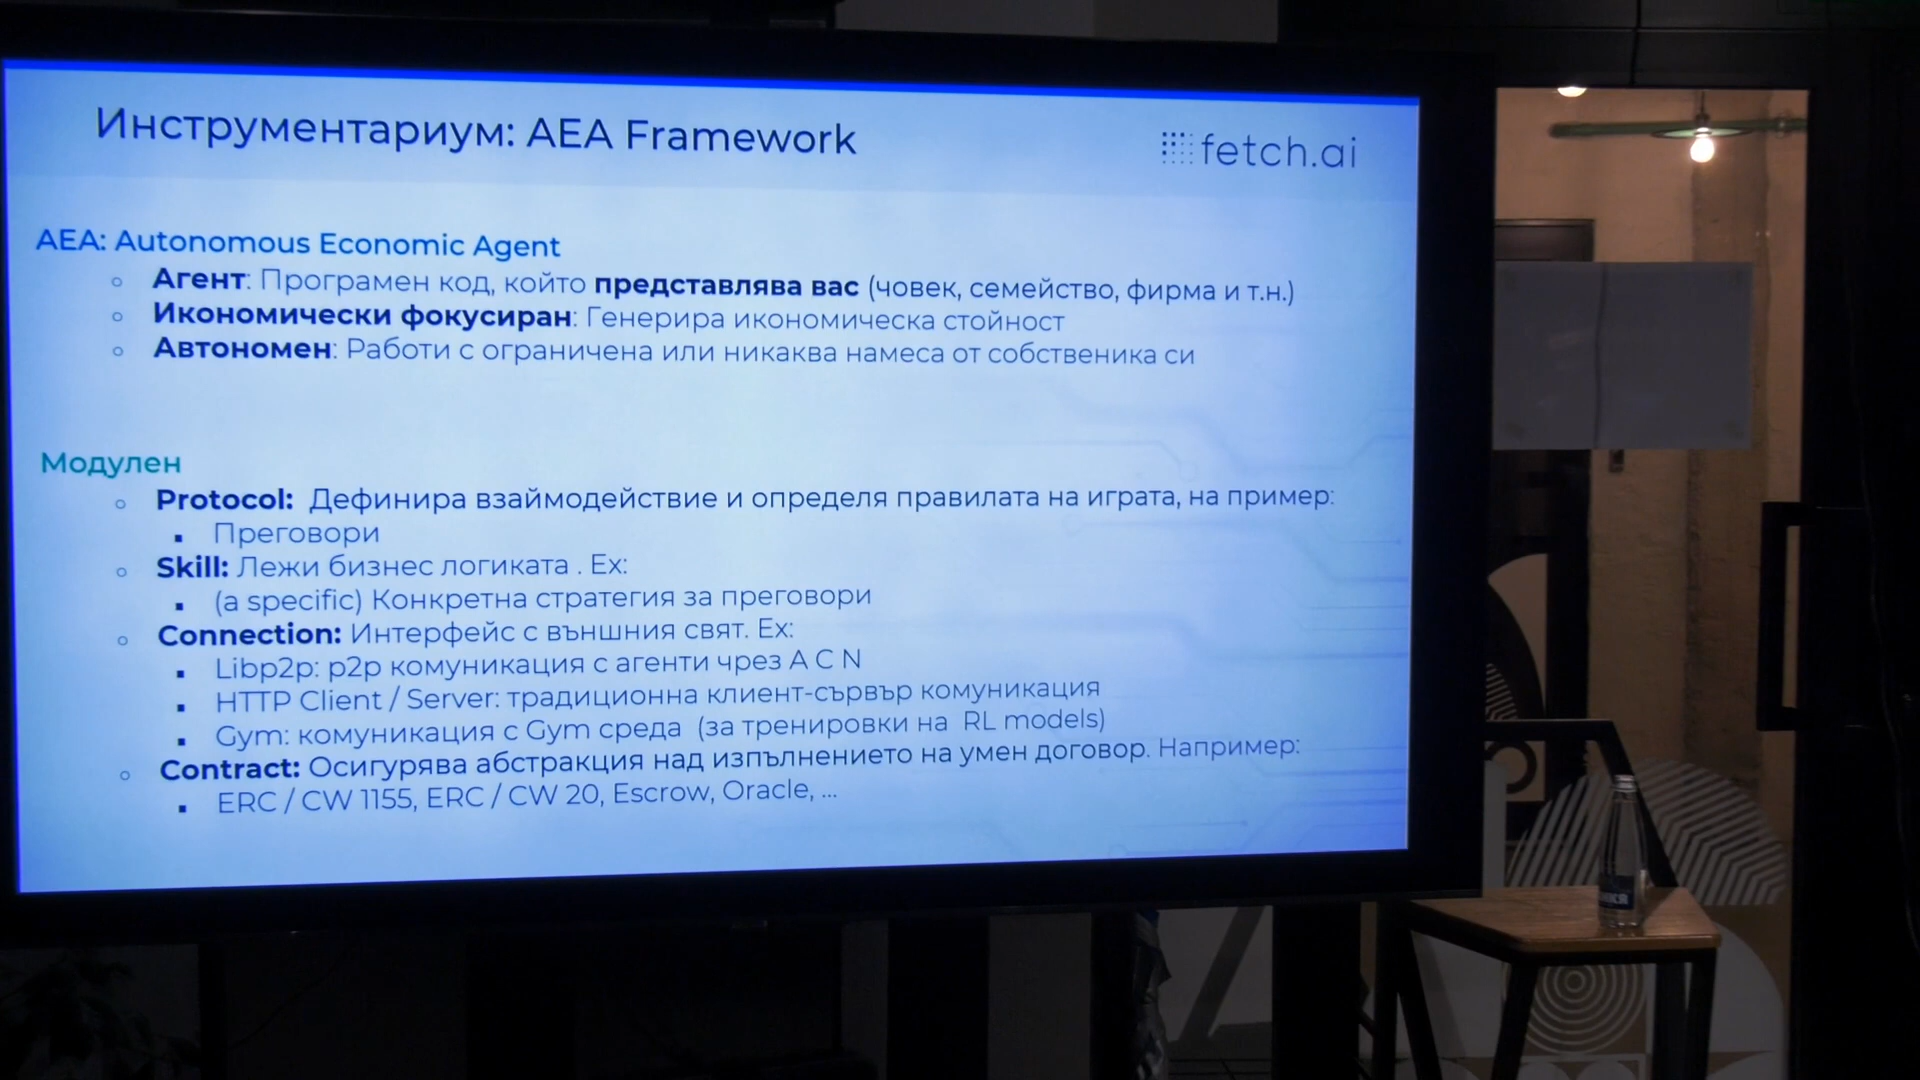 Инструментариум: AEA Framework
fetch.ai
AEA: Autonomous Economic Agent
Агент: Програмен код, който представлява вас (човек, семейство, фирма и т.н.)
Икономически фокусиран: Генерира икономическа стойност
Автономен: Работи с ограничена или никаква намеса от собственика си
Модулен
Protocol: Дефинира взаймодействие и определя правилата на играта, на пример:
Преговори
Skill: Лежи бизнес логиката . Ex:
(a specific) Конкретна стратегия за преговори
Connection: Интерфейс с външния свят. Ex:
Libp2p: p2p комуникация с агенти чрез A C N
HTTP Client / Server: традиционна клиент-сървър комуникация
Gym: комуникация с Gym среда (за тренировки на RL models)
Contract: Осигурява абстракция над изпълнението на умен договор. Например:
ERC / CW 1155, ERC / CW 20, Escrow, Oracle, ...